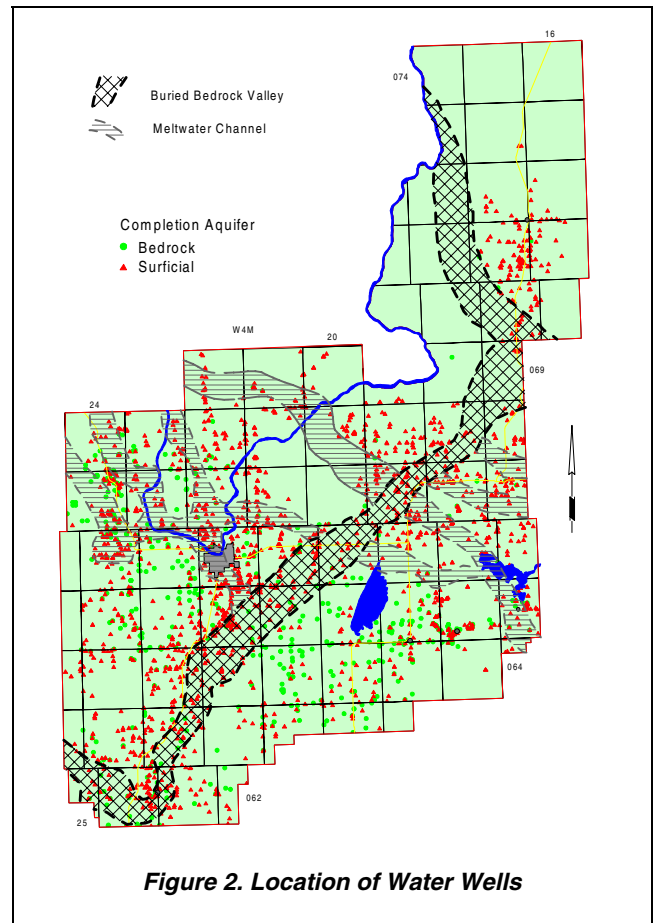 16
074
Buried Bedrock Valley
Meltwater Channel
Completion Aquifer
Bedrock
Surficial
W4M
20
069
24
064
062
25
Figure 2. Location of Water Wells